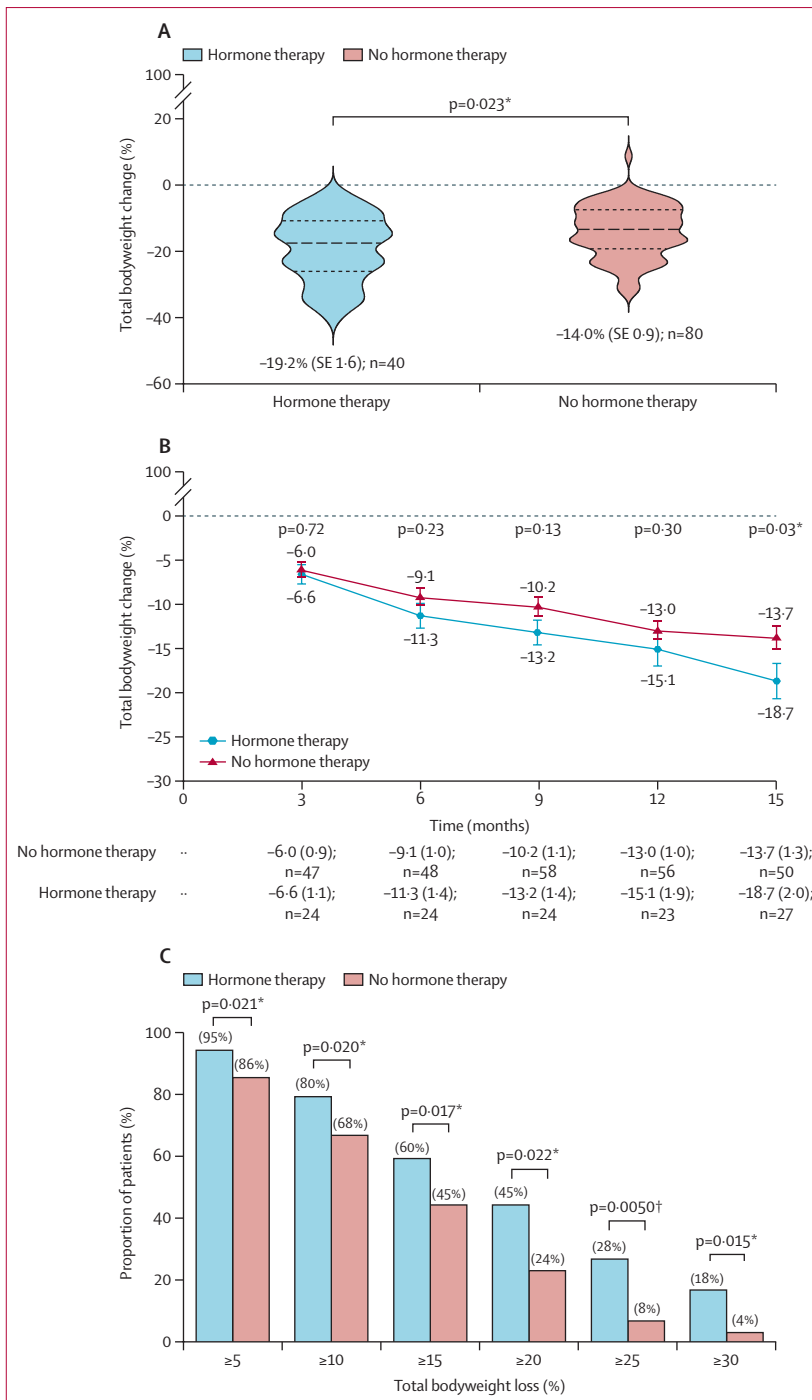 A
Hormone therapy No hormone therapy
100
20
0
–20
–40
–60
Total bodyweight change (%)
p=0·023*
–19·2% (SE 1·6); n=40
–14·0% (SE 0·9); n=80
Hormone therapy No hormone therapy
B
100
0
–5
–10
–15
–20
–25
–30
Total bodyweight change (%)
p=0·72 p=0·23 p=0·13 p=0·30 p=0·03*
–6·0 –9·1 –10·2 –13·0 –13·7
–6·6 –11·3 –13·2 –15·1 –18·7
Hormone therapy
No hormone therapy
0 3 6 9 12 15
Time (months)
No hormone therapy ·· –6·0 (0·9); –9·1 (1·0); –10·2 (1·1); –13·0 (1·0); –13·7 (1·3);
n=47 n=48 n=58 n=56 n=50
Hormone therapy ·· –6·6 (1·1); –11·3 (1·4); –13·2 (1·4); –15·1 (1·9); –18·7 (2·0);
n=24 n=24 n=24 n=23 n=27
C
Hormone therapy No hormone therapy
100
80
60
40
20
0
Proportion of patients (%)
p=0·021*
(95%) (86%)
p=0·020*
(80%) (68%)
p=0·017*
(60%) (45%)
p=0·022*
(45%) (24%)
p=0·0050†
(28%) (8%)
p=0·015*
(18%) (4%)
≥5 ≥10 ≥15 ≥20 ≥25 ≥30
Total bodyweight loss (%)